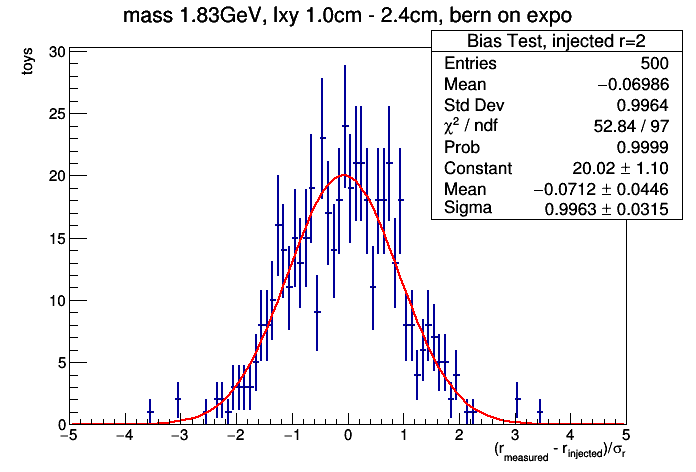 mass 1.83GeV, lxy 1.0cm - 2.4cm, bern on expo
Bias Test, injected r=2
Entries 500
Mean −0.06986
Std Dev 0.9964
χ² / ndf 52.84 / 97
Prob 0.9999
Constant 20.02 ± 1.10
Mean −0.0712 ± 0.0446
Sigma 0.9963 ± 0.0315
toys
30
25
20
15
10
5
0
−5 −4 −3 −2 −1 0 1 2 3 4 5
(r_measured - r_injected)/σ_r